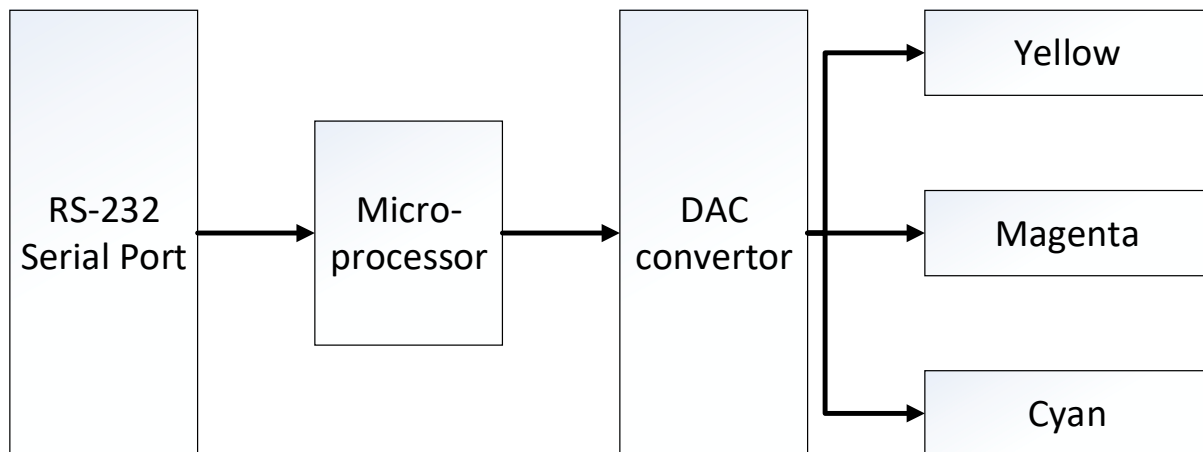 RS-232
Serial Port
Micro-
processor
DAC
convertor
Yellow
Magenta
Cyan